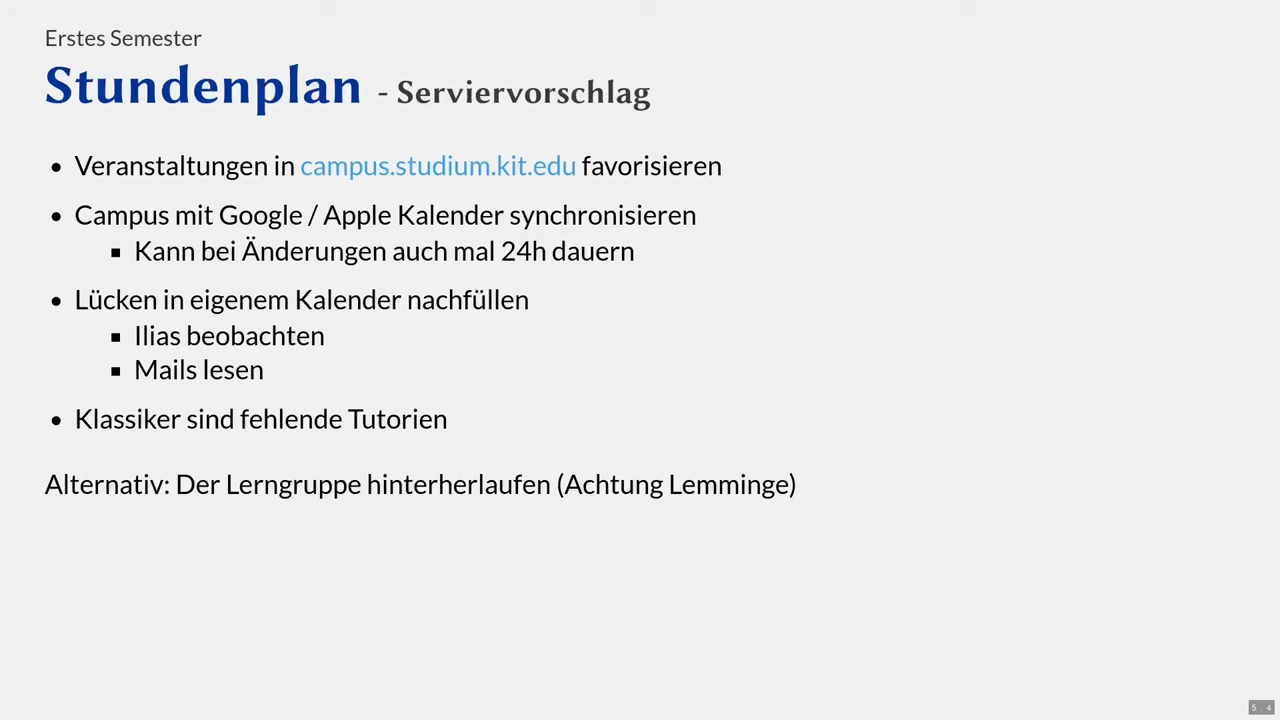 Erstes Semester
Stundenplan - Serviervorschlag
Veranstaltungen in campus.studium.kit.edu favorisieren
Campus mit Google / Apple Kalender synchronisieren
Kann bei Änderungen auch mal 24h dauern
Lücken in eigenem Kalender nachfüllen
Ilias beobachten
Mails lesen
Klassiker sind fehlende Tutorien
Alternativ: Der Lerngruppe hinterherlaufen (Achtung Lemminge)
5 . 4